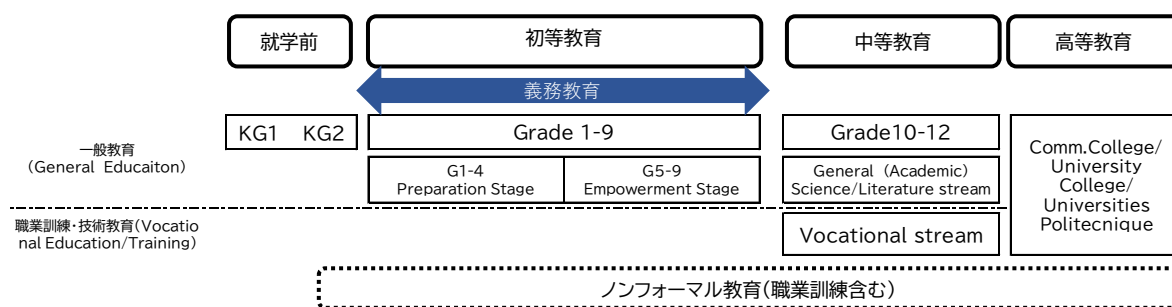 就学前
初等教育
中等教育
高等教育
義務教育
一般教育
(General Educaiton)
KG1 KG2
Grade 1-9
G1-4
Preparation Stage
G5-9
Empowerment Stage
Grade10-12
General (Academic)
Science/Literature stream
Comm.College/
University
College/
Universities
Politecnique
職業訓練・技術教育(Vocatio
nal Education/Training)
Vocational stream
ノンフォーマル教育(職業訓練含む)